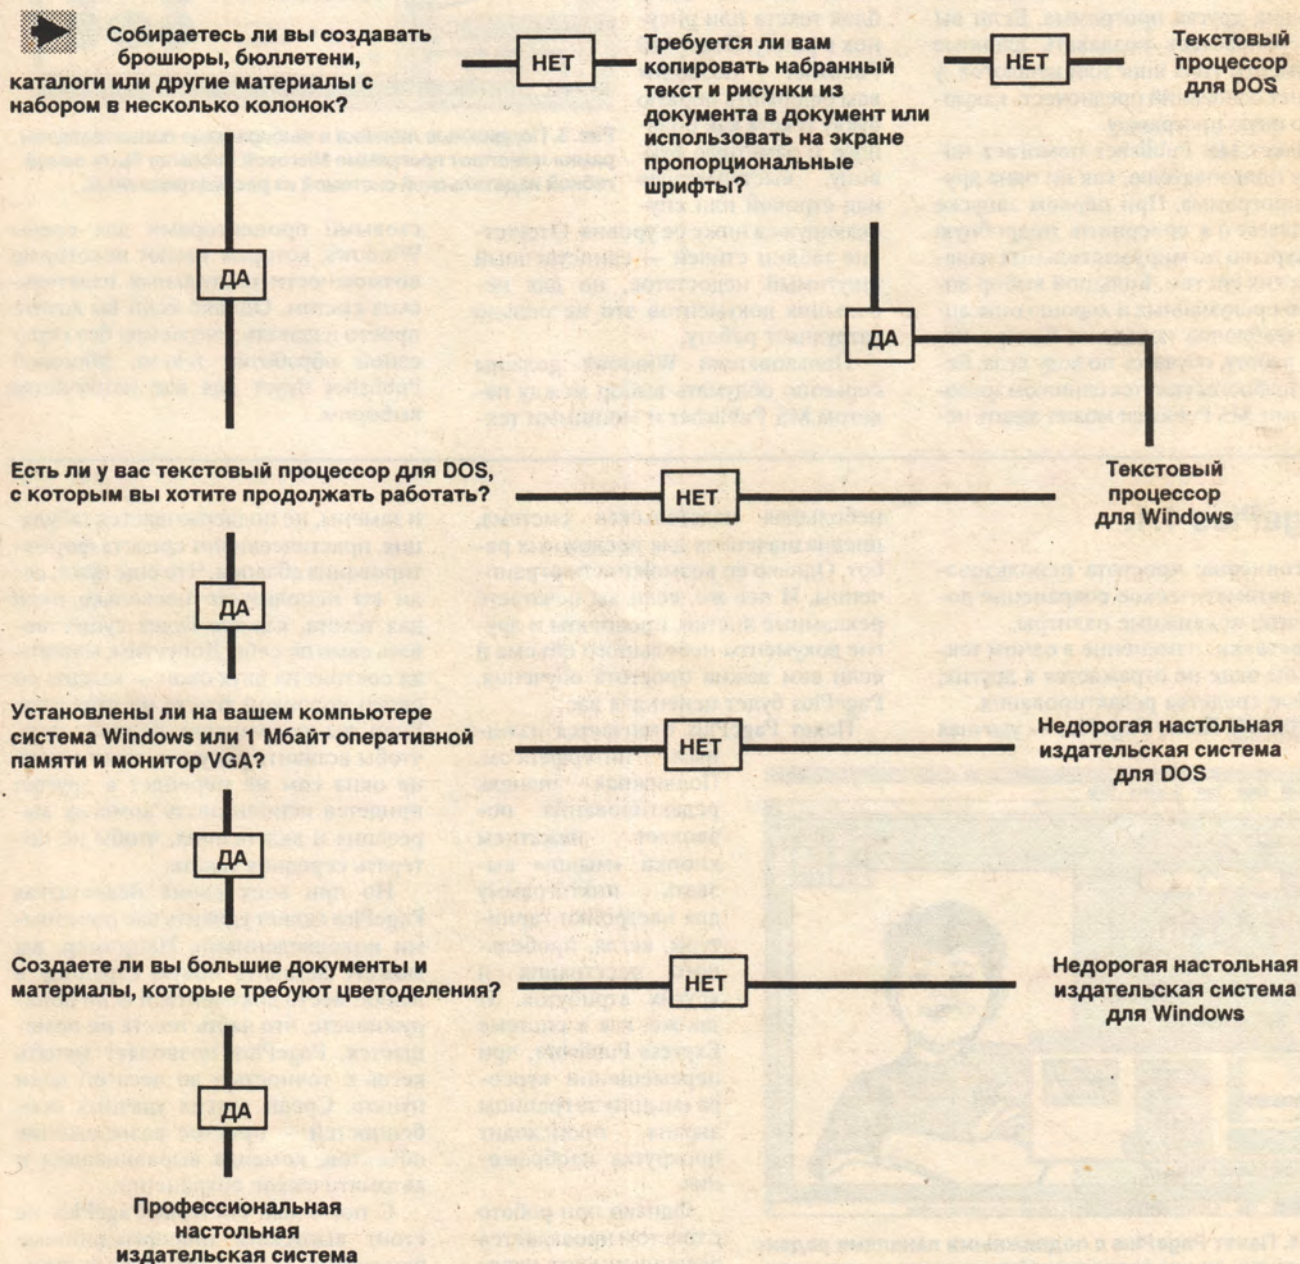 Собираетесь ли вы создавать
брошюры, бюллетени,
каталоги или другие материалы с
набором в несколько колонок?
НЕТ
Требуется ли вам
копировать набранный
текст и рисунки из
документа в документ или
использовать на экране
пропорциональные
шрифты?
НЕТ
Текстовый
процессор
для DOS
ДА
ДА
Есть ли у вас текстовый процессор для DOS,
с которым вы хотите продолжать работать?
НЕТ
Текстовый
процессор
для Windows
ДА
Установлены ли на вашем компьютере
система Windows или 1 Мбайт оперативной
памяти и монитор VGA?
НЕТ
Недорогая настольная
издательская система
для DOS
ДА
Создаете ли вы большие документы и
материалы, которые требуют цветоделения?
НЕТ
Недорогая настольная
издательская система
для Windows
ДА
Профессиональная
настольная
издательская система